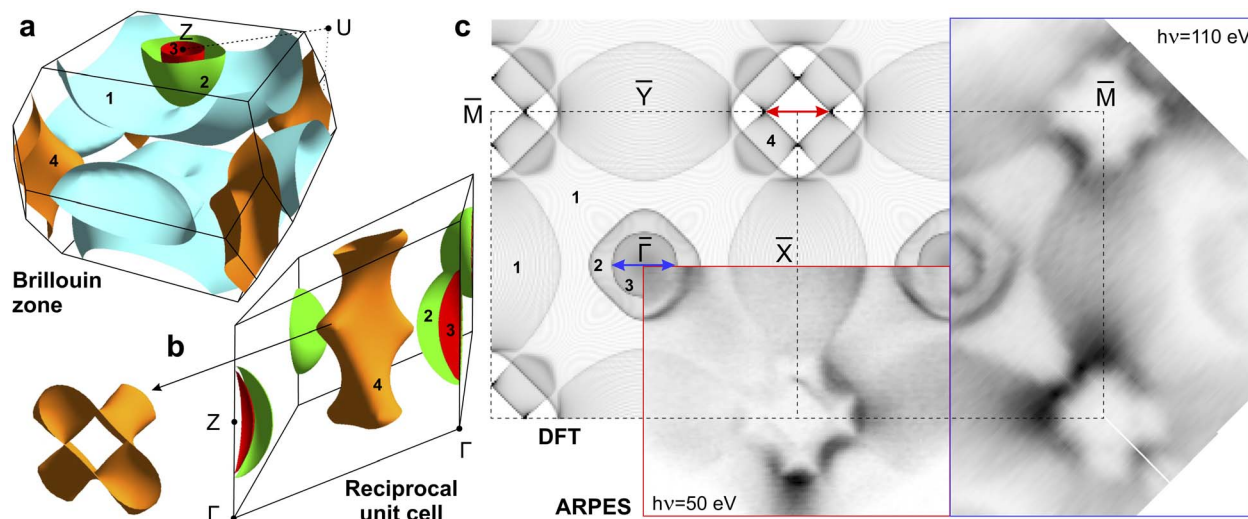 a
Z
3
2
U
1
4
Brillouin
zone
b
2
3
4
Z
Γ
Γ
Reciprocal
unit cell
c
hν=110 eV
M̅
Y̅
M̅
4
1
1
2
Γ̅
3
X̅
DFT
ARPES
hν=50 eV